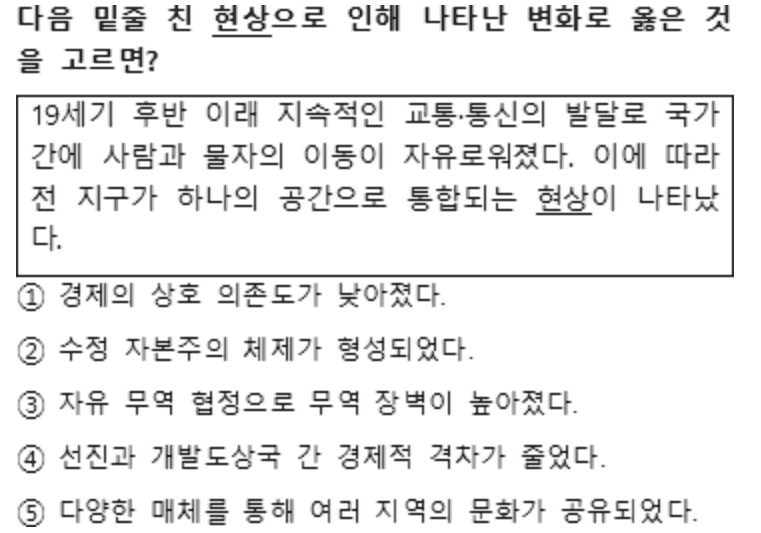 다음 밑줄 친 현상으로 인해 나타난 변화로 옳은 것
을 고르면?
19세기 후반 이래 지속적인 교통·통신의 발달로 국가
간에 사람과 물자의 이동이 자유로워졌다. 이에 따라
전 지구가 하나의 공간으로 통합되는 현상이 나타났
다.
① 경제의 상호 의존도가 낮아졌다.
② 수정 자본주의 체제가 형성되었다.
③ 자유 무역 협정으로 무역 장벽이 높아졌다.
④ 선진과 개발도상국 간 경제적 격차가 줄었다.
⑤ 다양한 매체를 통해 여러 지역의 문화가 공유되었다.